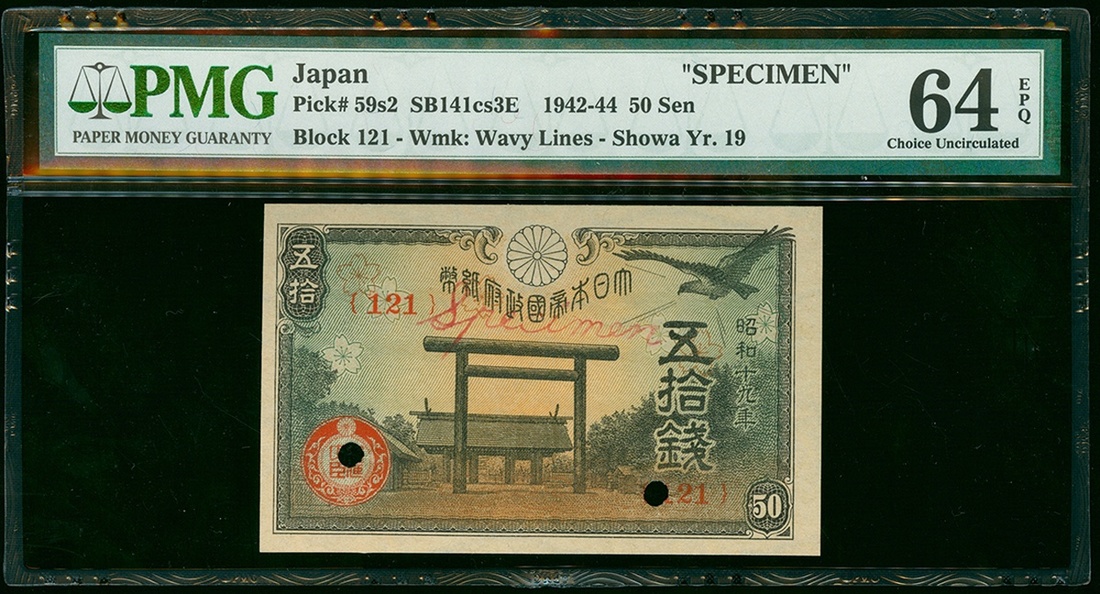 PMG
PAPER MONEY GUARANTY
Japan
"SPECIMEN"
Pick# 59s2 SB141cs3E 1942-44 50 Sen
Block 121 - Wmk: Wavy Lines - Showa Yr. 19
64
EPQ
Choice Uncirculated
五拾
幣紙府政國帝本日大
{121}
Specimen
五拾錢
昭和十九年
21}
50